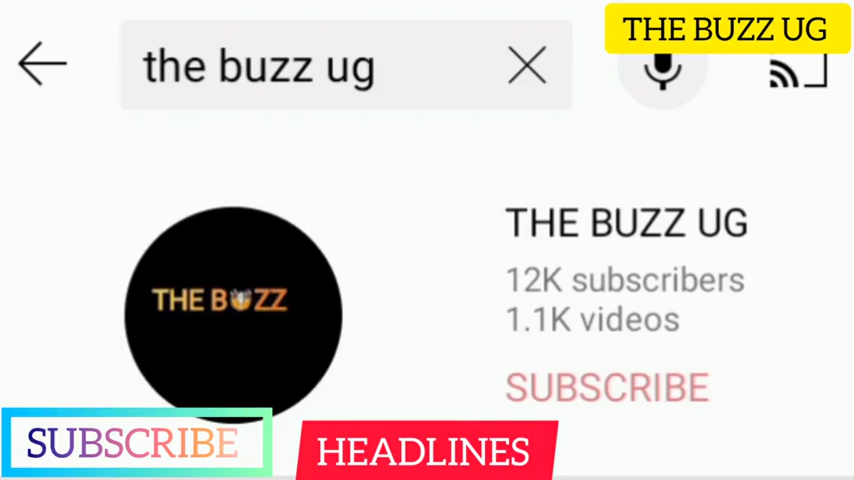 THE BUZZ UG
the buzz ug
THE BUZZ
THE BUZZ UG
12K subscribers
1.1K videos
SUBSCRIBE
SUBSCRIBE
HEADLINES